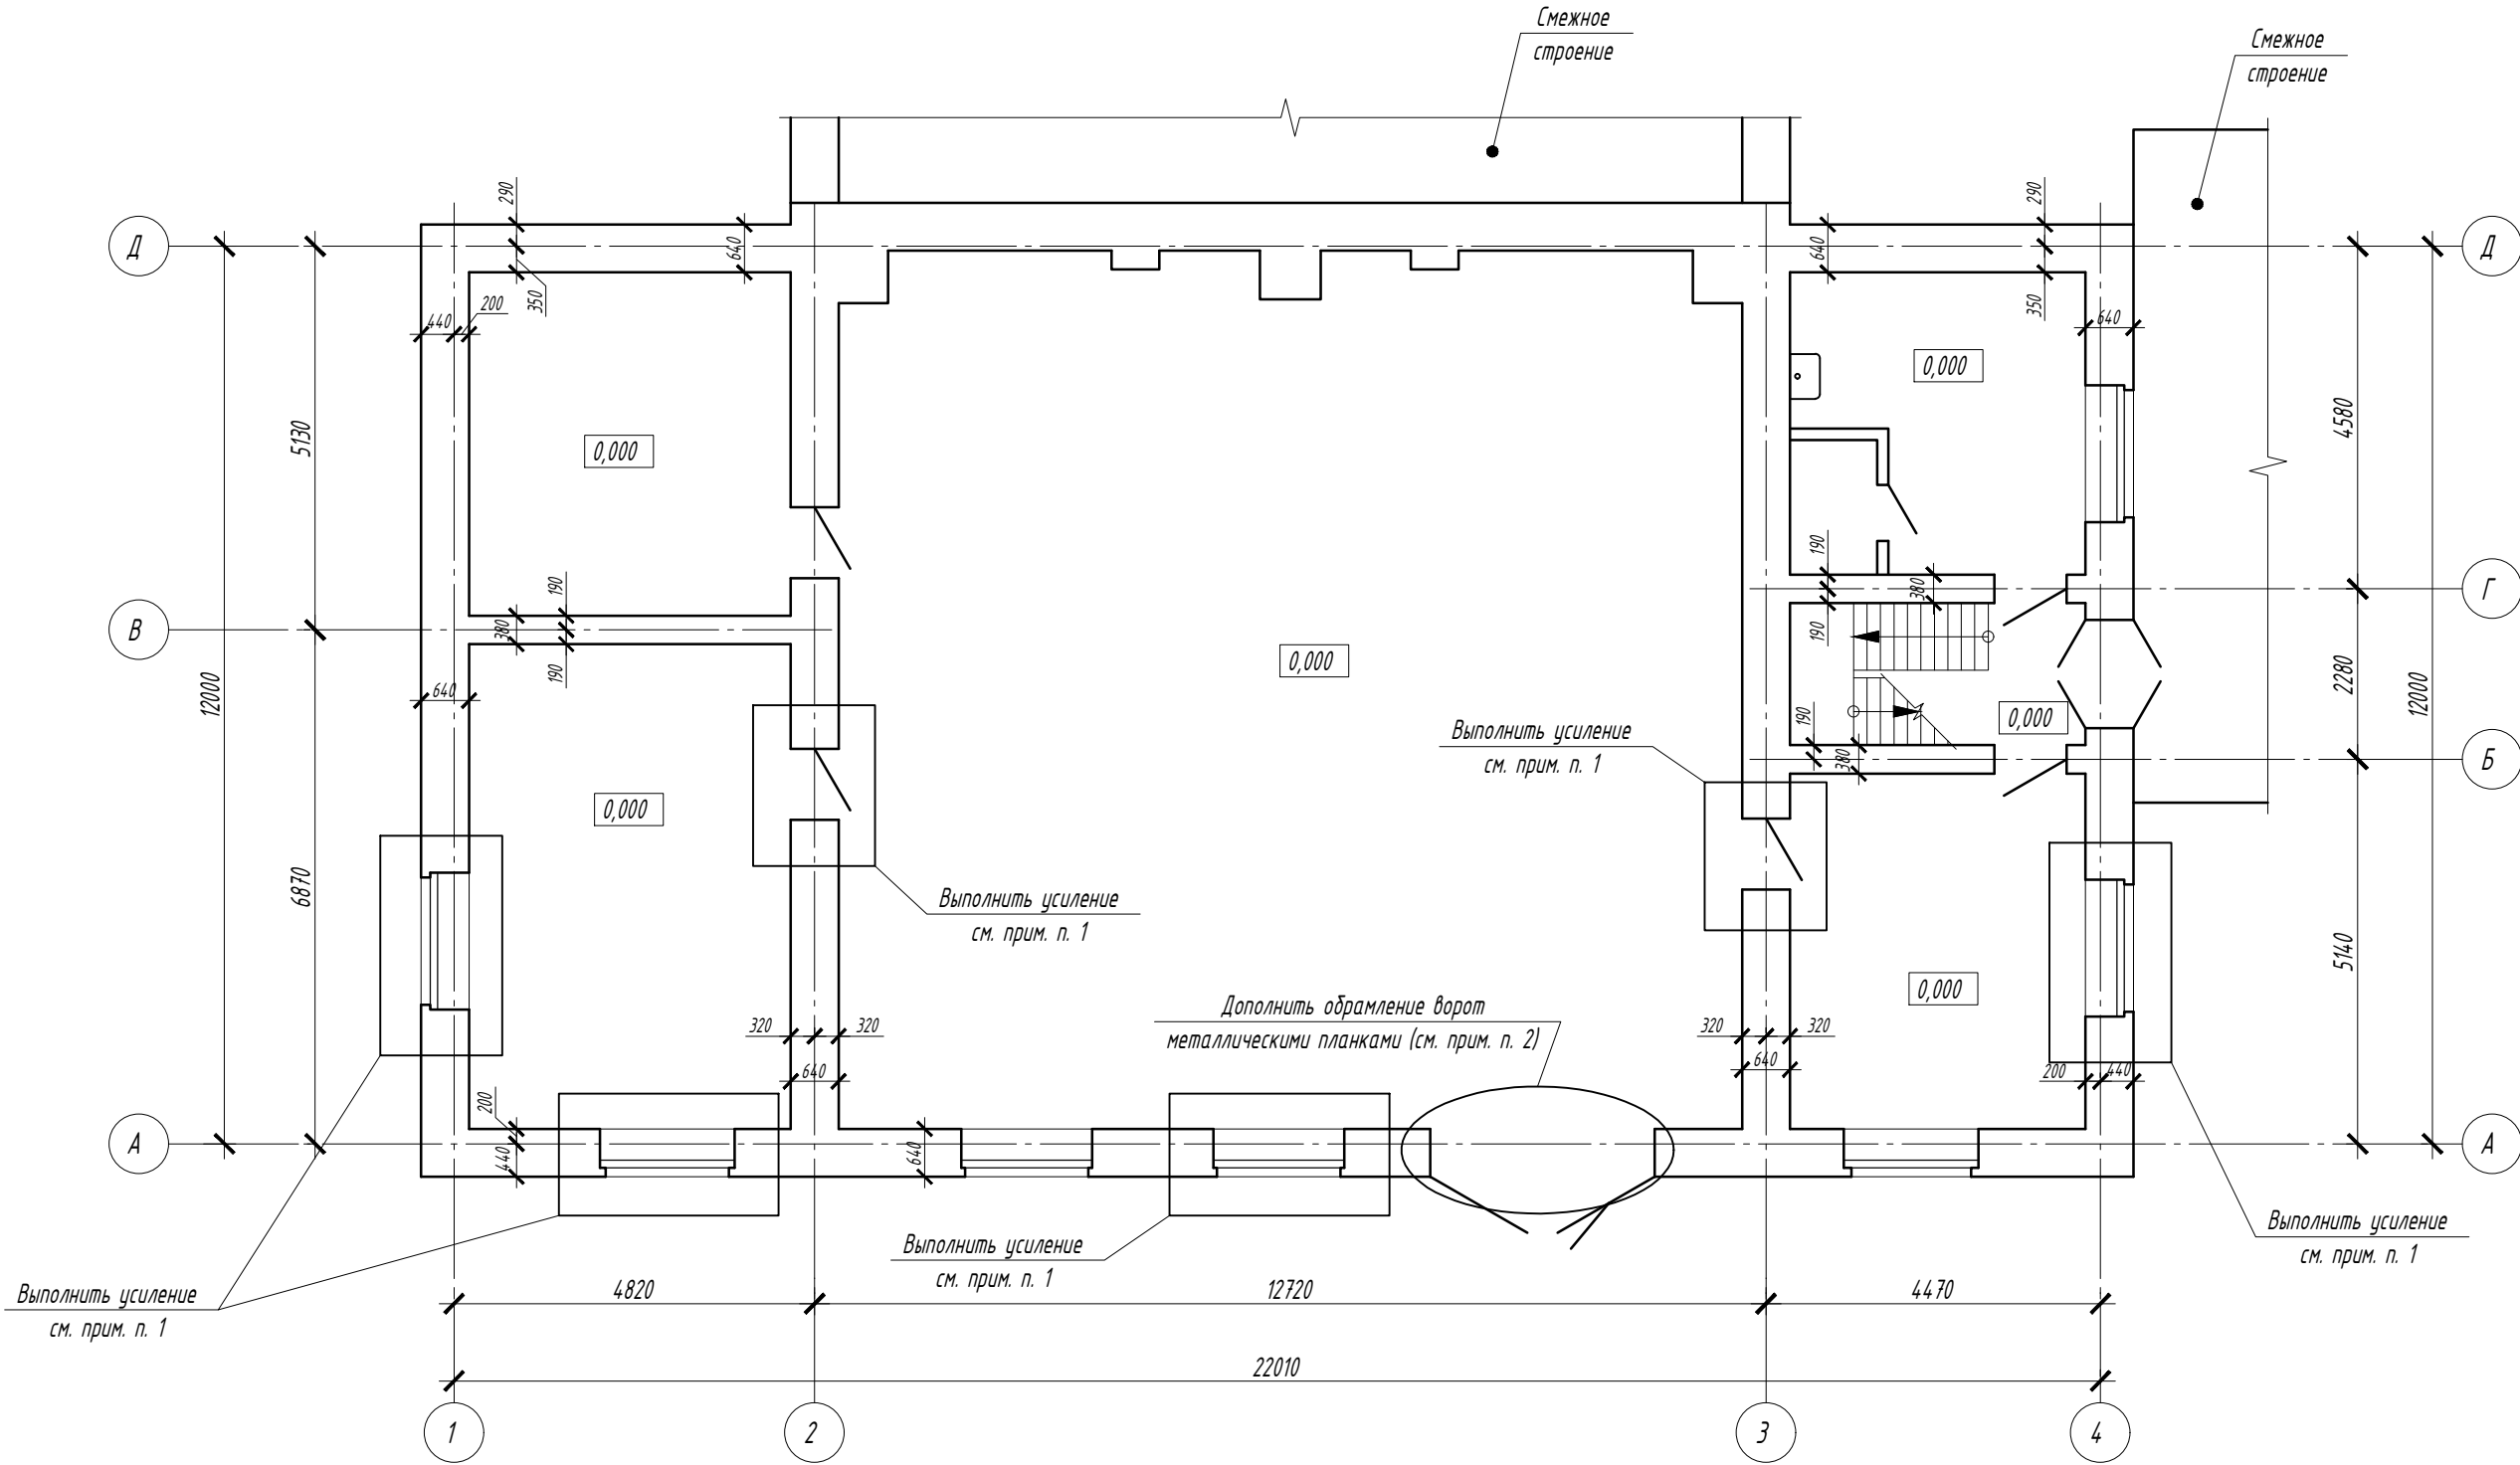 Смежное
строение
Смежное
строение
290
290
Д
640
640
Д
350
200
350
440
640
0,000
0,000
5130
4580
190
190
380
Г
В
380
190
190
0,000
12000
640
2280
12000
190
0,000
380
Б
Выполнить усиление
см. прим. п. 1
0,000
6870
Выполнить усиление
см. прим. п. 1
5140
0,000
Дополнить обрамление ворот
металлическими планками (см. прим. п. 2)
320
320
320
320
640
640
200
440
200
440
640
А
А
Выполнить усиление
см. прим. п. 1
Выполнить усиление
см. прим. п. 1
Выполнить усиление
см. прим. п. 1
4820
12720
4470
22010
1
2
3
4